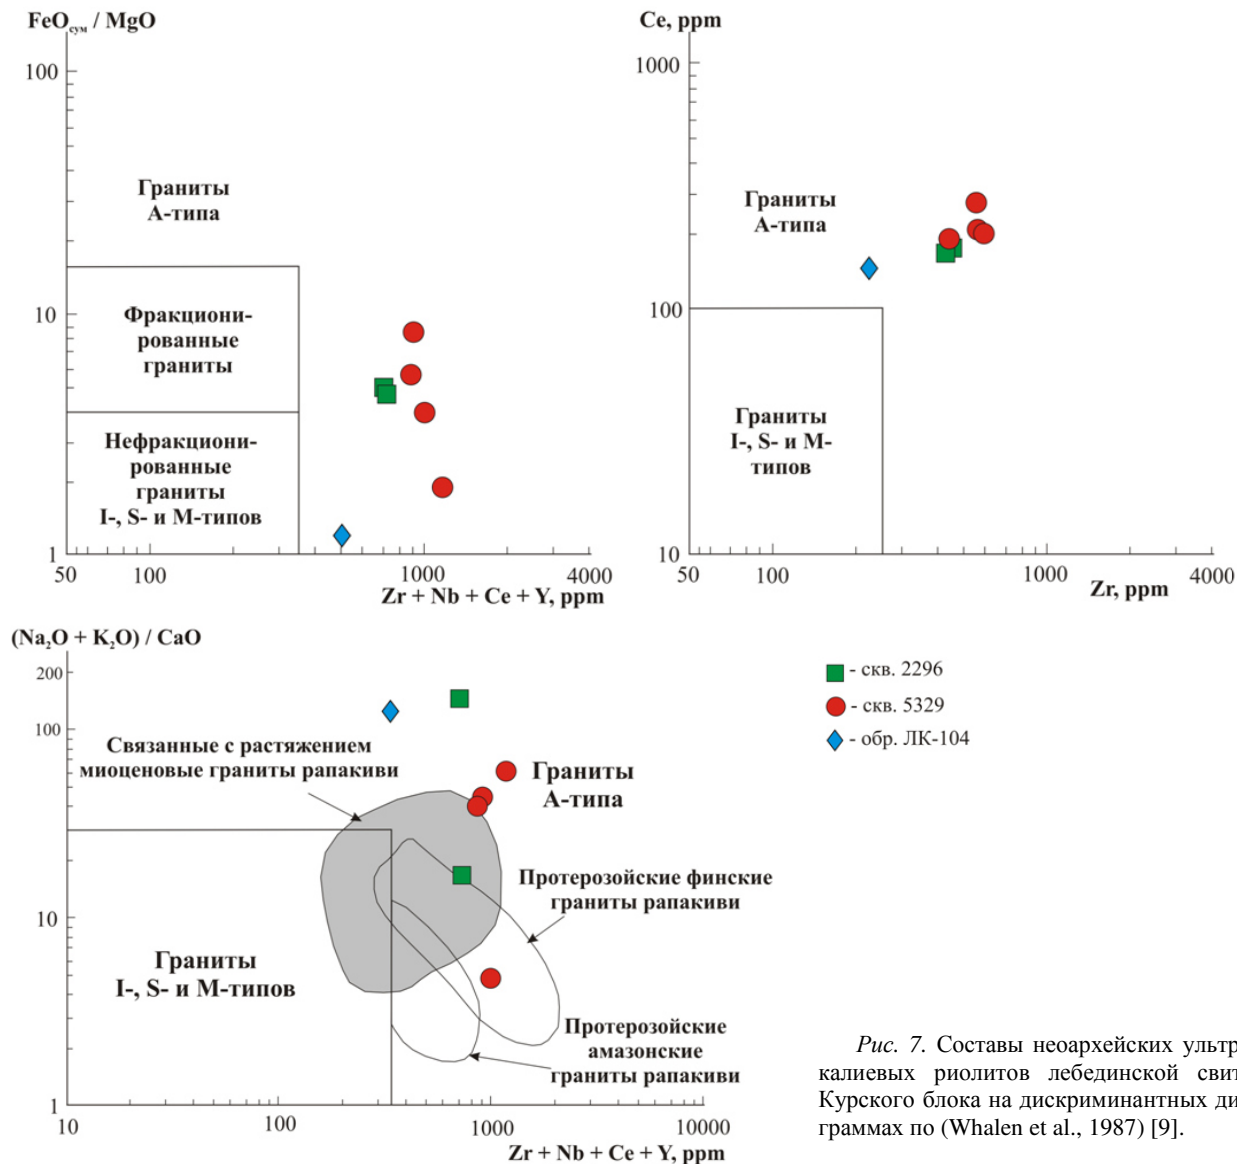 FeOсум / MgO
100
10
1
Граниты
А-типа
Фракциони-
рованные
граниты
Нефракциони-
рованные
граниты
I-, S- и М-типов
50
100
1000
4000
Zr + Nb + Ce + Y, ppm
Ce, ppm
1000
100
10
Граниты
А-типа
Граниты
I-, S- и М-
типов
50
100
1000
4000
Zr, ppm
(Na₂O + K₂O) / CaO
200
100
10
1
Связанные с растяжением
миоценовые граниты рапакиви
Граниты
А-типа
Протерозойские финские
граниты рапакиви
Граниты
I-, S- и М-типов
Протерозойские
амазонские
граниты рапакиви
10
100
1000
10000
Zr + Nb + Ce + Y, ppm
- скв. 2296
- скв. 5329
- обр. ЛК-104
Рис. 7. Составы неоархейских ультр
калиевых риолитов лебединской свит
Курского блока на дискриминантных ди
граммах по (Whalen et al., 1987) [9].